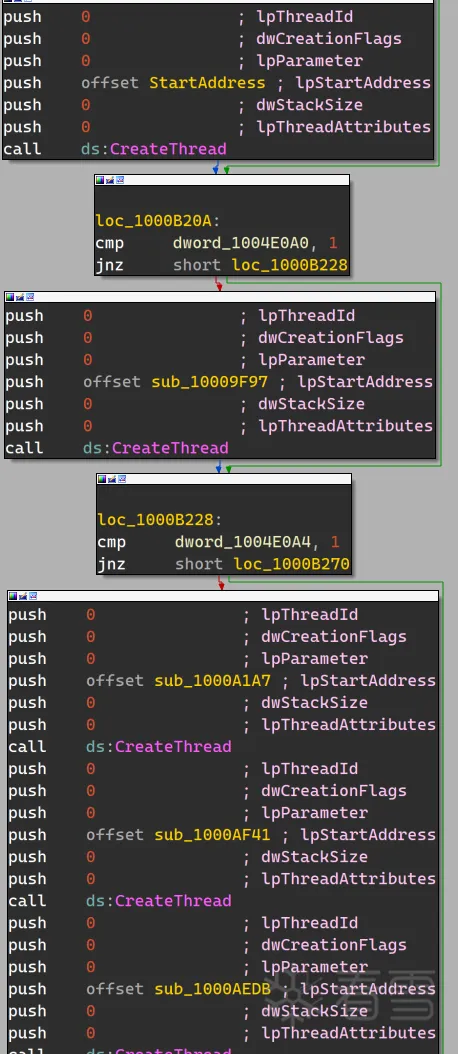 push    0                  ; lpThreadId
push    0                  ; dwCreationFlags
push    0                  ; lpParameter
push    offset StartAddress ; lpStartAddress
push    0                  ; dwStackSize
push    0                  ; lpThreadAttributes
call    ds:CreateThread
loc_1000B20A:
cmp     dword_1004E0A0, 1
jnz     short loc_1000B228
push    0                  ; lpThreadId
push    0                  ; dwCreationFlags
push    0                  ; lpParameter
push    offset sub_10009F97 ; lpStartAddress
push    0                  ; dwStackSize
push    0                  ; lpThreadAttributes
call    ds:CreateThread
loc_1000B228:
cmp     dword_1004E0A4, 1
jnz     short loc_1000B270
push    0                  ; lpThreadId
push    0                  ; dwCreationFlags
push    0                  ; lpParameter
push    offset sub_1000A1A7 ; lpStartAddress
push    0                  ; dwStackSize
push    0                  ; lpThreadAttributes
call    ds:CreateThread
push    0                  ; lpThreadId
push    0                  ; dwCreationFlags
push    0                  ; lpParameter
push    offset sub_1000AF41 ; lpStartAddress
push    0                  ; dwStackSize
push    0                  ; lpThreadAttributes
call    ds:CreateThread
push    0                  ; lpThreadId
push    0                  ; dwCreationFlags
push    0                  ; lpParameter
push    offset sub_1000AEDB ; lpStartAddress
push    0                  ; dwStackSize
push    0                  ; lpThreadAttributes
call    ds:CreateThread
看雪